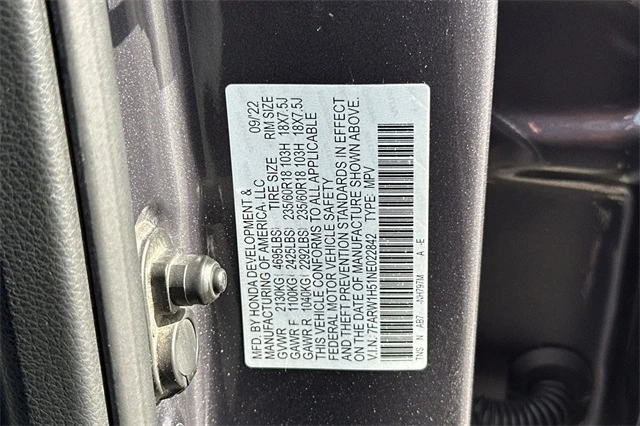 MFD. BY HONDA DEVELOPMENT & 09/22
MANUFACTURING OF AMERICA, LLC
GVWR 2130KG( 4695LBS) TIRE SIZE RIM SIZE
GAWR F 1100KG( 2425LBS) 235/60R18 103H 18X7.5J
GAWR R 1040KG( 2292LBS) 235/60R18 103H 18X7.5J
THIS VEHICLE CONFORMS TO ALL APPLICABLE
FEDERAL MOTOR VEHICLE SAFETY
AND THEFT PREVENTION STANDARDS IN EFFECT
ON THE DATE OF MANUFACTURE SHOWN ABOVE.
V.I.N: 7FARW1H51NE022842 TYPE: MPV